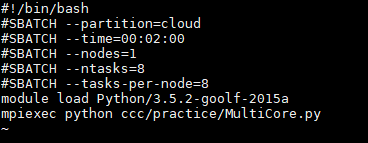 #!/bin/bash
#SBATCH --partition=cloud
#SBATCH --time=00:02:00
#SBATCH --nodes=1
#SBATCH --ntasks=8
#SBATCH --tasks-per-node=8
module load Python/3.5.2-goolf-2015a
mpiexec python ccc/practice/MultiCore.py
~